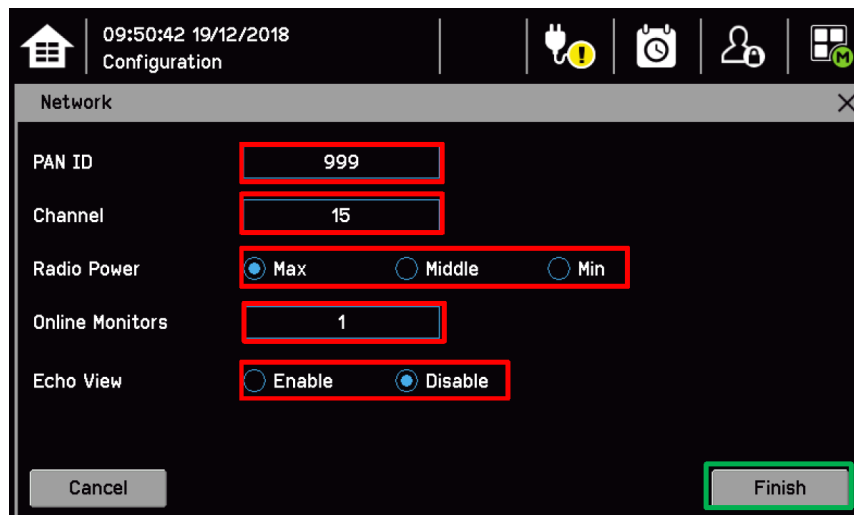 09:50:42 19/12/2018
Configuration
M
Network
PAN ID 999
Channel 15
Radio Power Max Middle Min
Online Monitors 1
Echo View Enable Disable
Cancel Finish